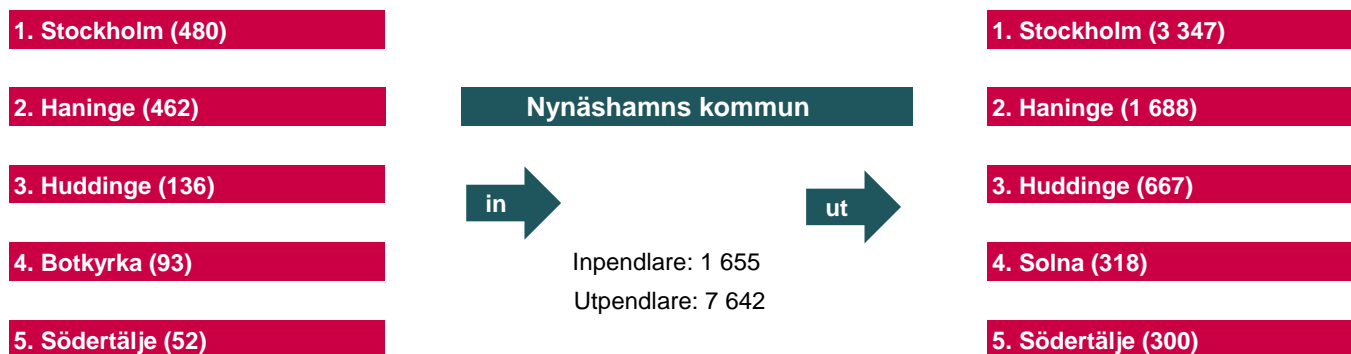 1. Stockholm (480)
2. Haninge (462)
3. Huddinge (136)
4. Botkyrka (93)
5. Södertälje (52)
Nynäshamns kommun
in
ut
Inpendlare: 1 655
Utpendlare: 7 642
1. Stockholm (3 347)
2. Haninge (1 688)
3. Huddinge (667)
4. Solna (318)
5. Södertälje (300)